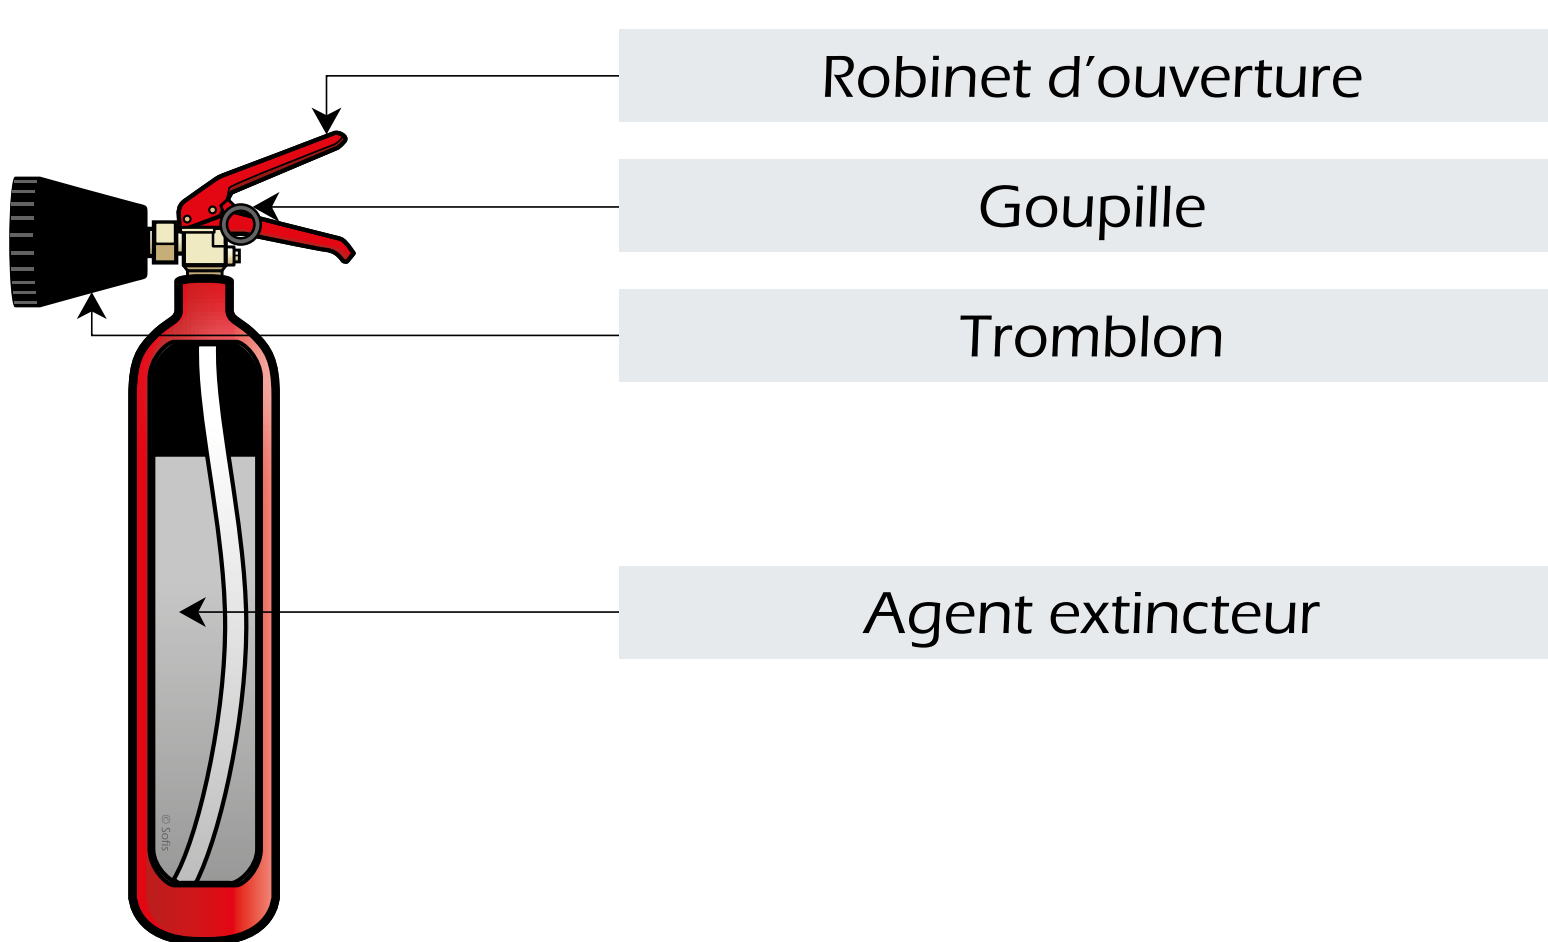 Robinet d’ouverture
Goupille
Tromblon
Agent extincteur
© Sofis